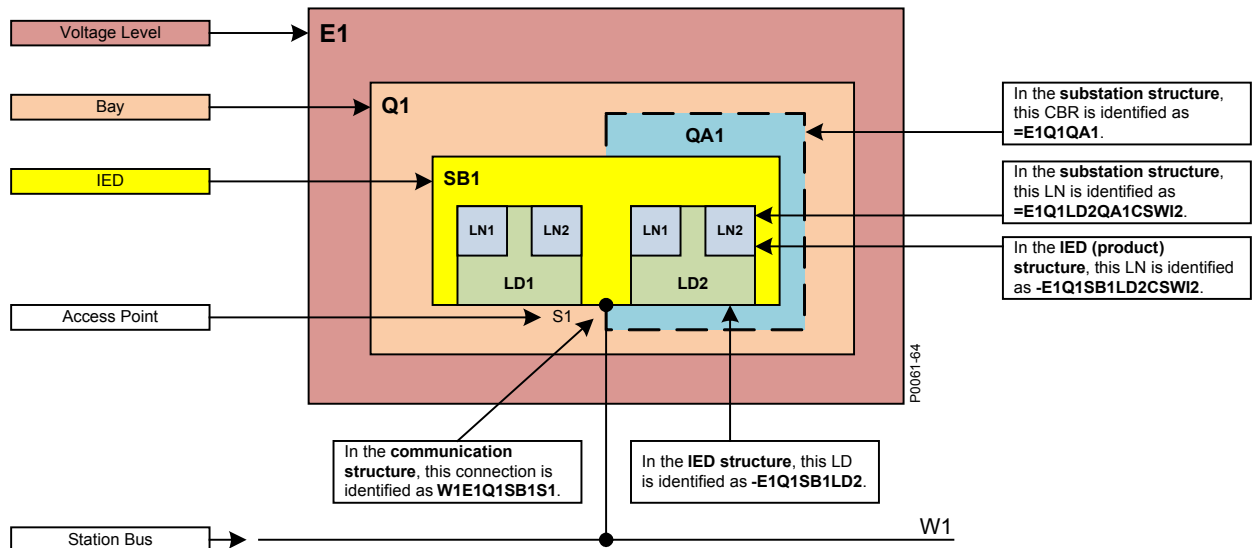 Voltage Level
E1
Bay
Q1
In the substation structure,
this CBR is identified as
=E1Q1QA1.
QA1
IED
SB1
In the substation structure,
this LN is identified as
=E1Q1LD2QA1CSWI2.
LN1
LN2
LN1
LN2
In the IED (product)
structure, this LN is identified
as -E1Q1SB1LD2CSWI2.
LD1
LD2
Access Point
S1
P0061-64
In the communication
structure, this connection is
identified as W1E1Q1SB1S1.
In the IED structure, this LD
is identified as -E1Q1SB1LD2.
Station Bus
W1